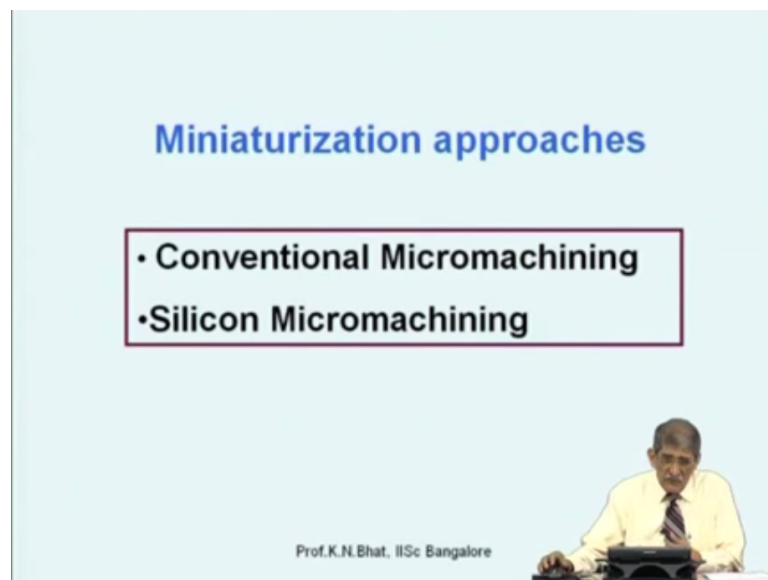 Miniaturization approaches
• Conventional Micromachining
•Silicon Micromachining
Prof.K.N.Bhat, IISc Bangalore